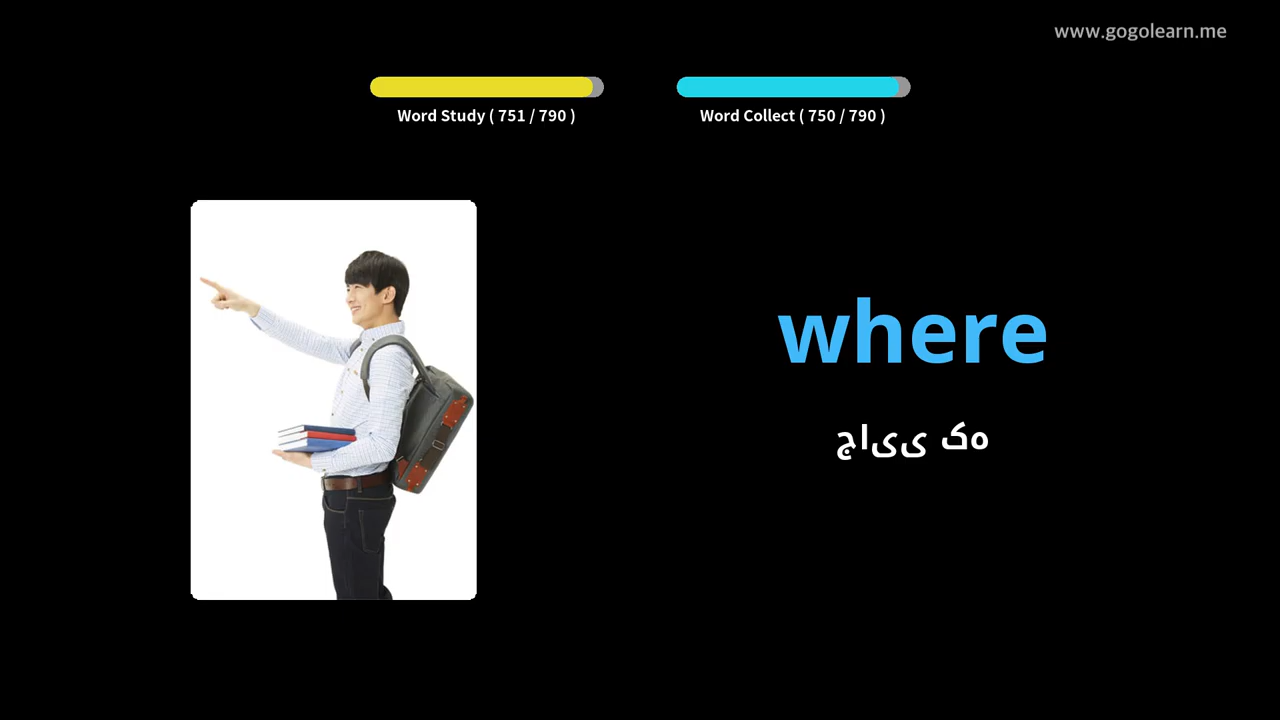 www.gogolearn.me
Word Study ( 751 / 790 )
Word Collect ( 750 / 790 )
where
جایی که